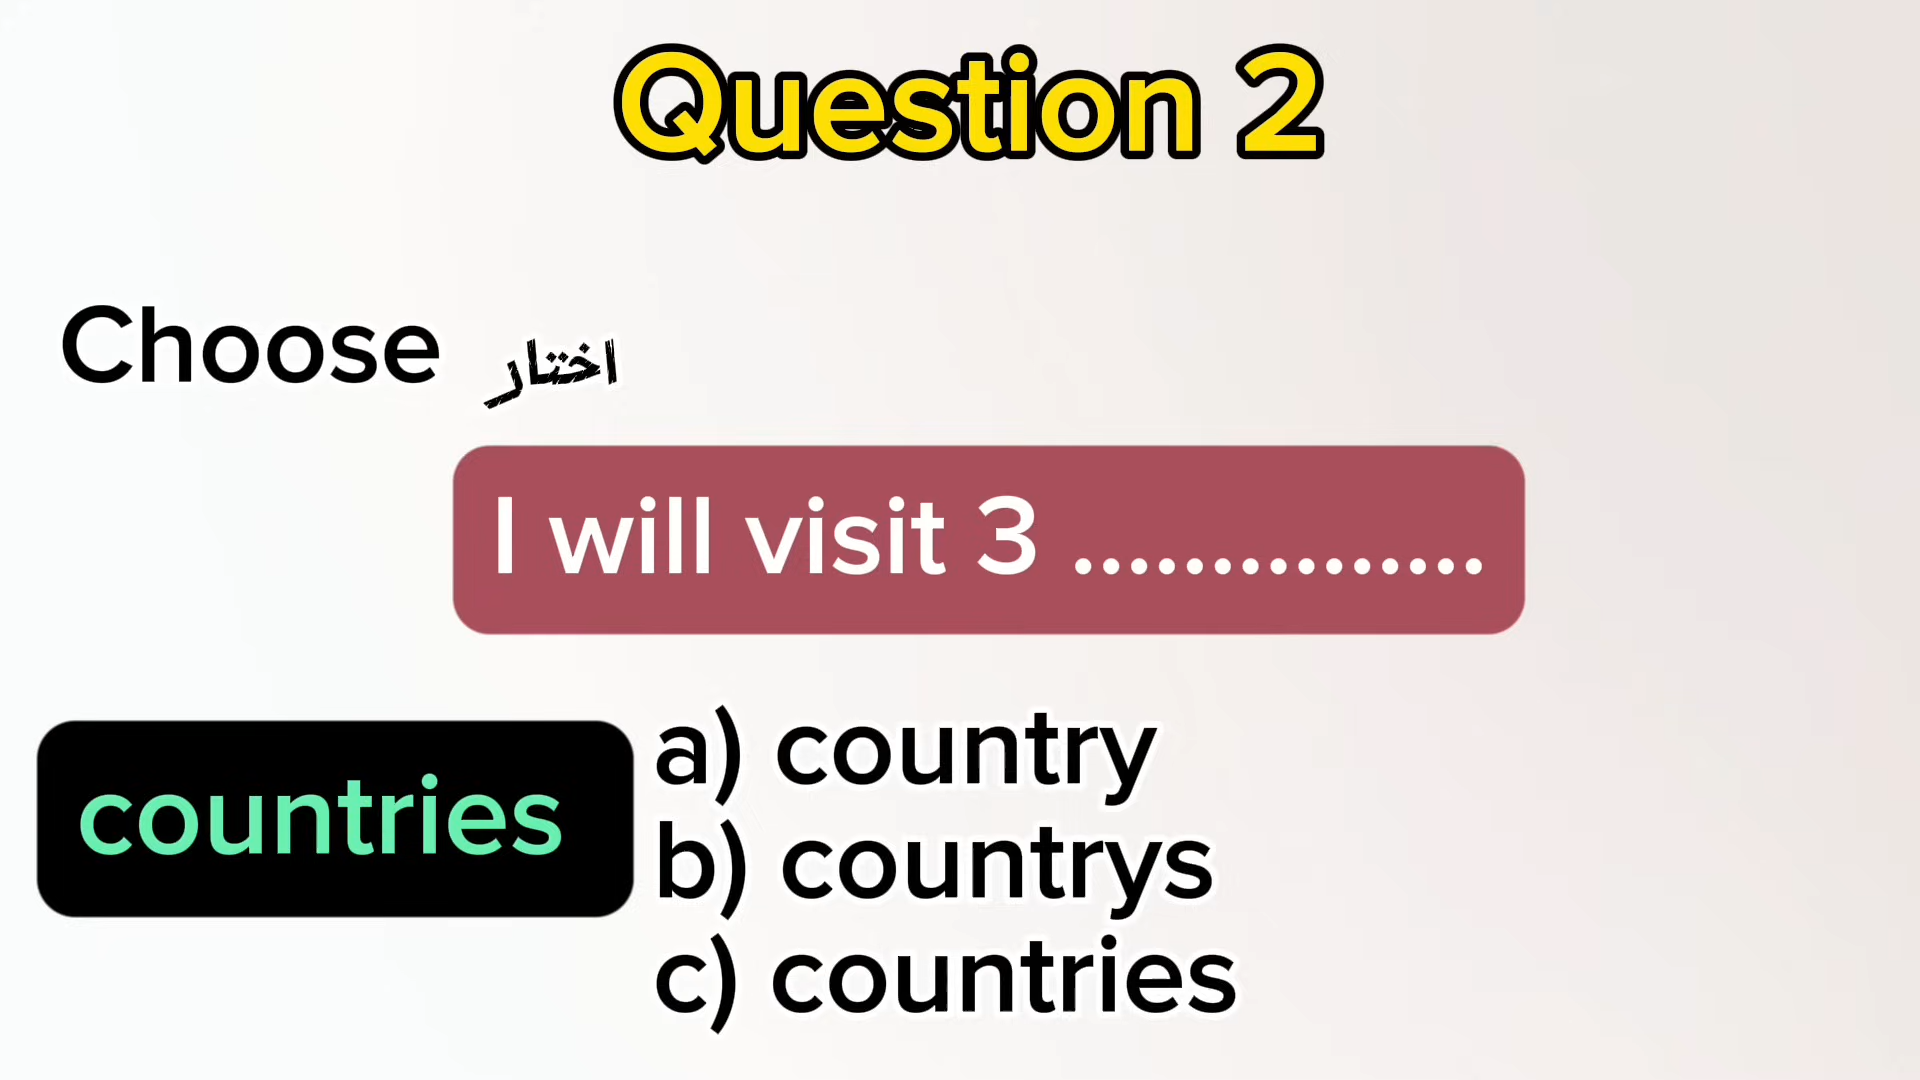 Question 2
Choose اختار
I will visit 3 ...............
countries
a) country
b) countrys
c) countries